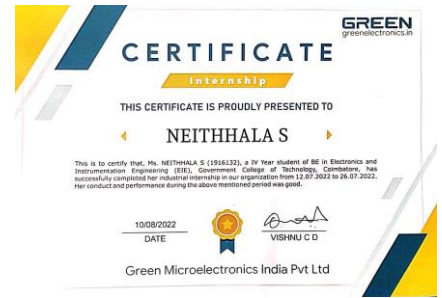 GREEN
greenelectronics.in
CERTIFICATE
Internship
THIS CERTIFICATE IS PROUDLY PRESENTED TO
NEITHHALA S
This is to certify that, Ms. NEITHHALA S (1916132), a IV Year student of BE in Electronics and
Instrumentation Engineering (EIE), Government College of Technology, Coimbatore, has
successfully completed her industrial internship in our organization from 12.07.2022 to 26.07.2022.
Her conduct and performance during the above mentioned period was good.
10/08/2022
DATE
VISHNU C D
Green Microelectronics India Pvt Ltd